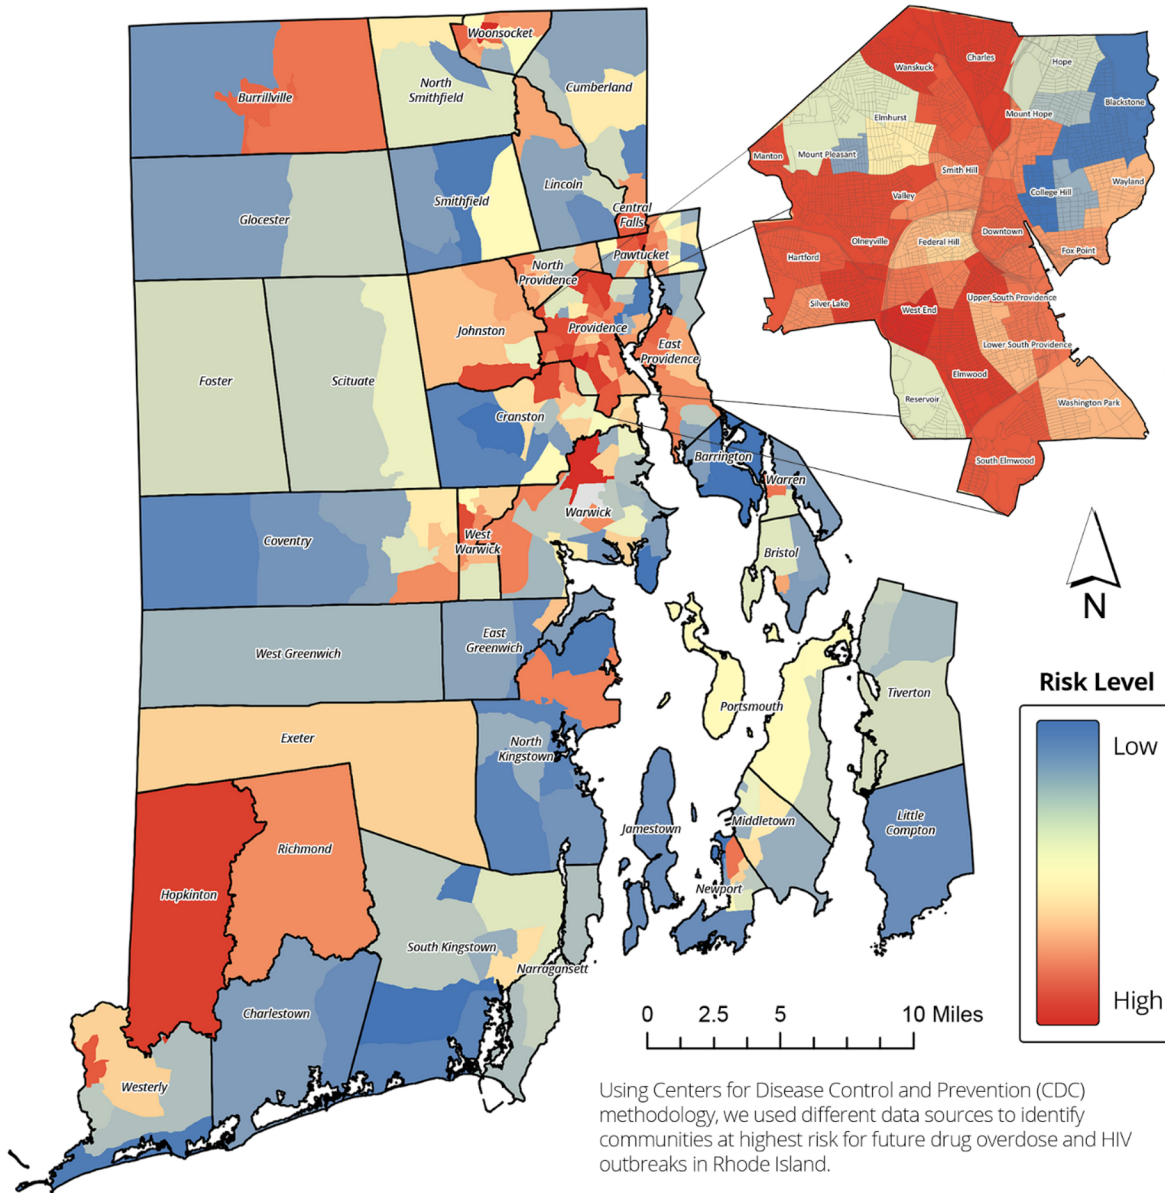 Woonsocket
Burrillville
North
Smithfield
Cumberland
Glocester
Smithfield
Lincoln
Central
Falls
Pawtucket
North
Providence
Foster
Scituate
Johnston
Providence
East
Providence
Cranston
Barrington
Warren
Coventry
West
Warwick
Warwick
Bristol
West Greenwich
East
Greenwich
Tiverton
Portsmouth
Exeter
North
Kingstown
Little
Compton
Jamestown
Middletown
Richmond
Hopkinton
Newport
South Kingstown
Narragansett
Charlestown
Westerly
Charles
Wanskuck
Hope
Blackstone
Mount Hope
Elmhurst
Manton
Mount Pleasant
Smith Hill
Wayland
College Hill
Valley
Downtown
Olneyville
Federal Hill
Fox Point
Hartford
Silver Lake
West End
Upper South Providence
Lower South Providence
Elmwood
Reservoir
Washington Park
South Elmwood
N
Risk Level
Low
High
0 2.5 5 10 Miles
Using Centers for Disease Control and Prevention (CDC)
methodology, we used different data sources to identify
communities at highest risk for future drug overdose and HIV
outbreaks in Rhode Island.